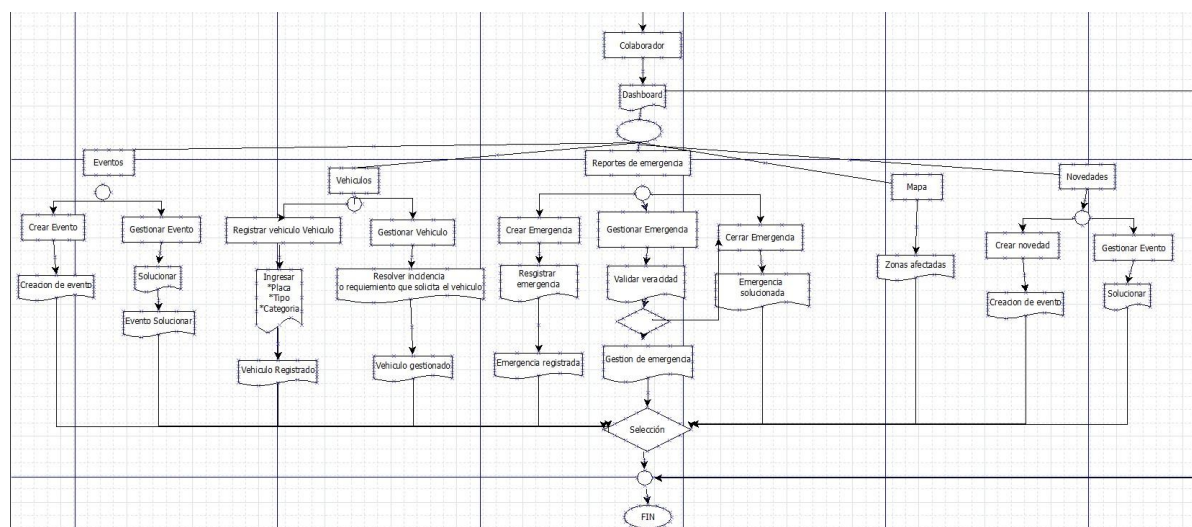 Colaborador
Dashboard
Eventos
Vehiculos
Reportes de emergencia
Mapa
Novedades
Crear Evento
Gestionar Evento
Registrar vehiculo Vehiculo
Gestionar Vehiculo
Crear Emergencia
Gestionar Emergencia
Cerrar Emergencia
Crear novedad
Gestionar Evento
Creacion de evento
Solucionar
Ingresar
*Placa
*Tipo
*Categoria
Resolver incidencia
o requiemiento que solicita el vehiculo
Resgistrar
emergencia
Validar veracidad
Emergencia
solucionada
Zonas afectadas
Creacion de evento
Solucionar
Evento Solucionar
Vehiculo Registrado
Vehiculo gestionado
Emergencia registrada
Gestion de emergencia
Selección
FIN